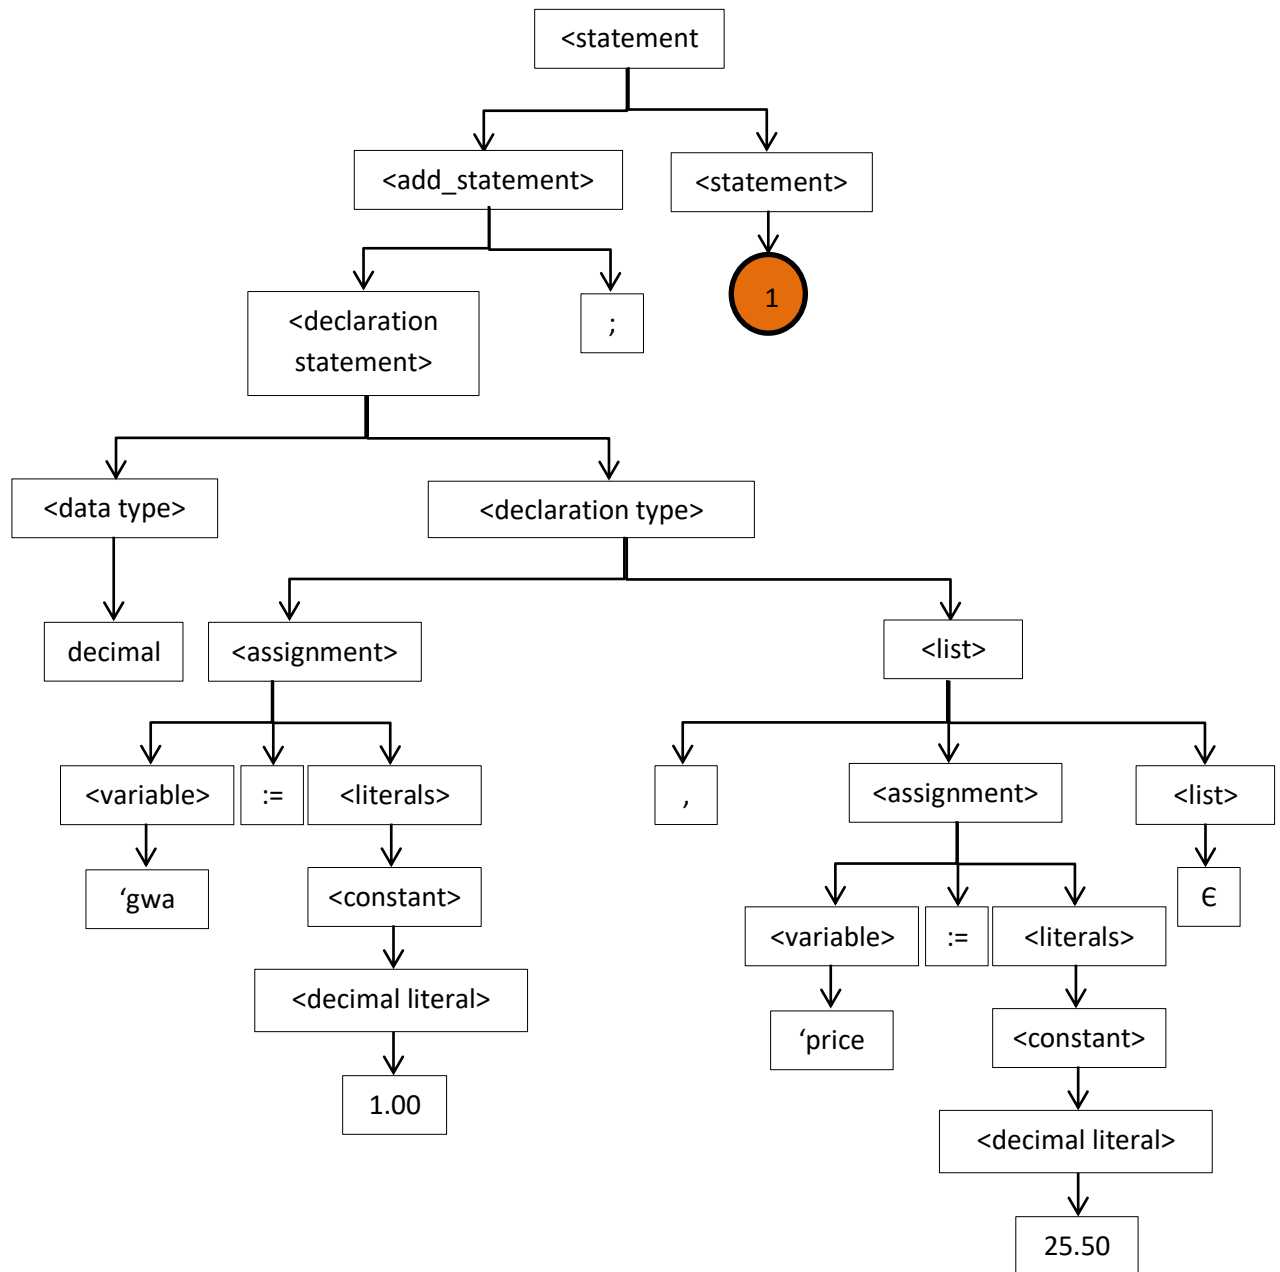 <statement
<add_statement>
<statement>
<declaration
statement>
;
1
<data type>
<declaration type>
decimal
<assignment>
<list>
<variable>
:=
<literals>
,
<assignment>
<list>
‘gwa
<constant>
<variable>
:=
<literals>
Є
<decimal literal>
‘price
<constant>
1.00
<decimal literal>
25.50